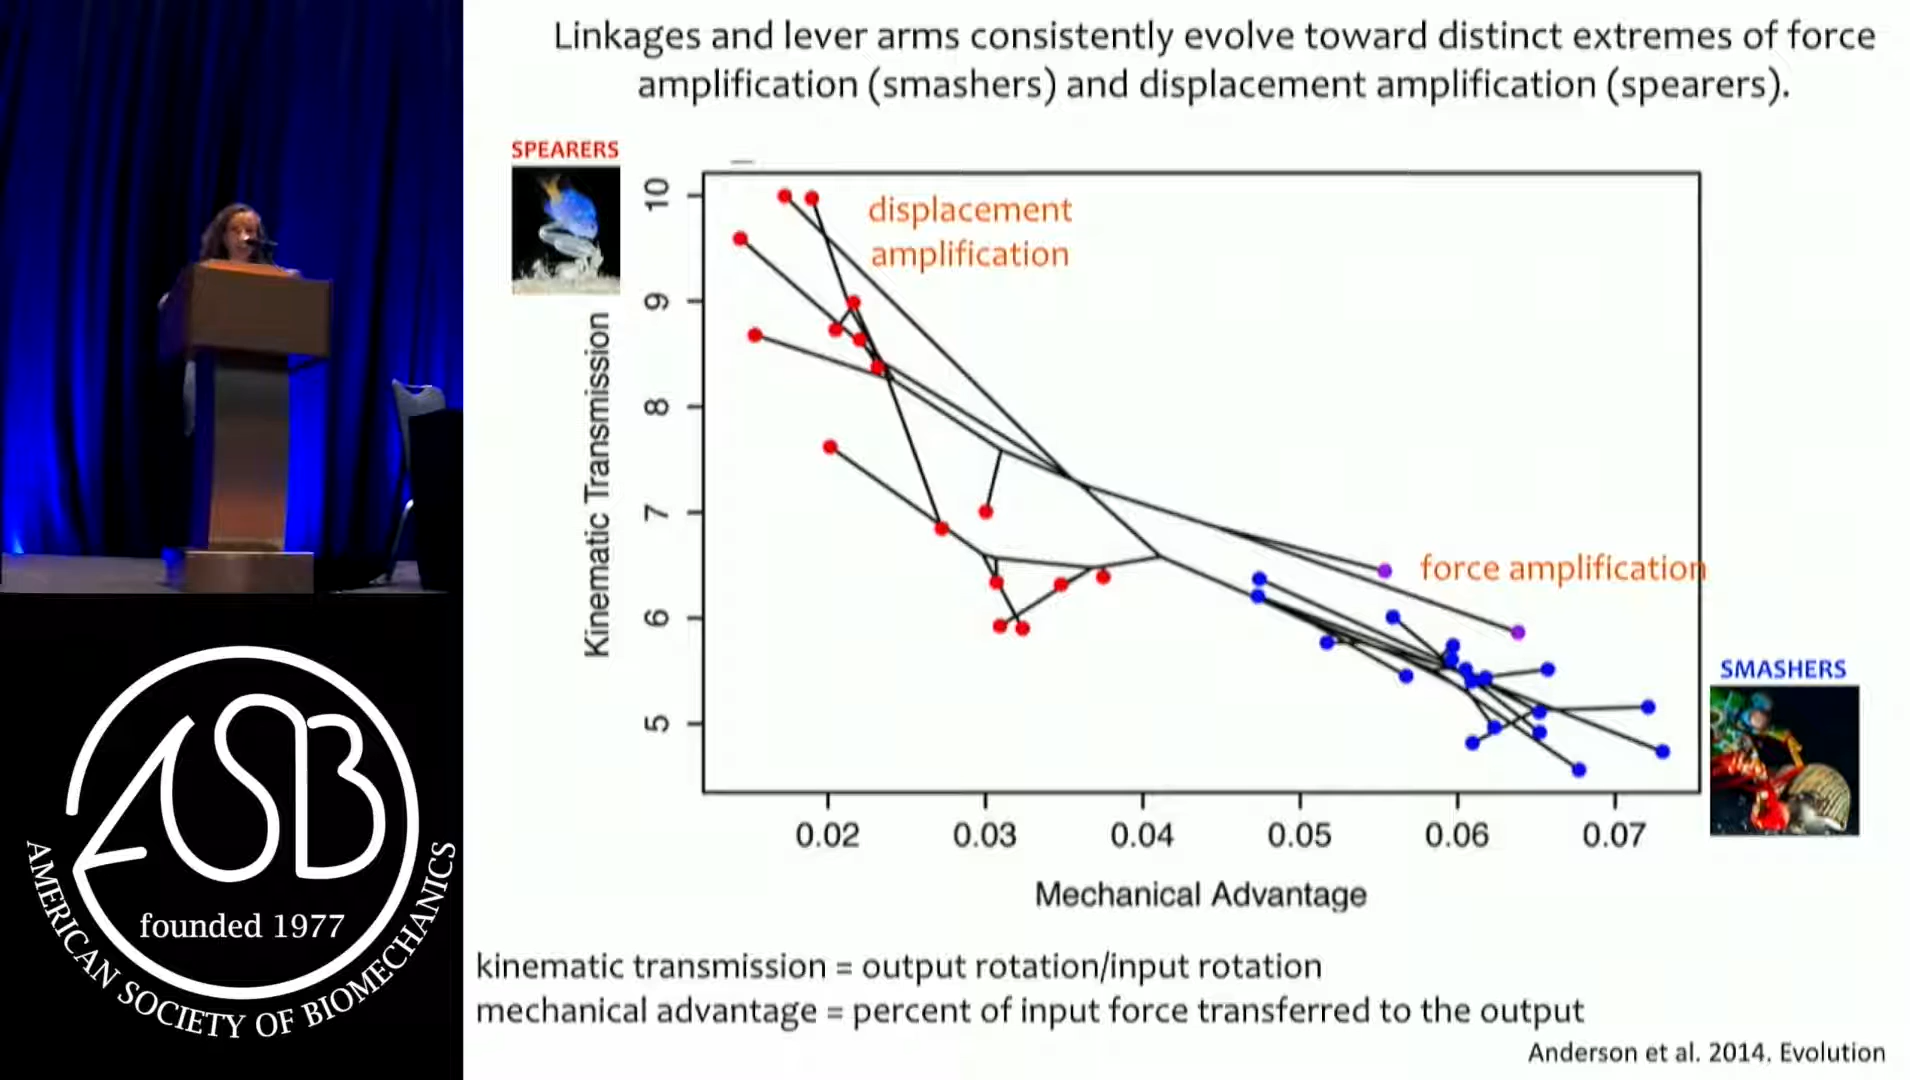 Linkages and lever arms consistently evolve toward distinct extremes of force
amplification (smashers) and displacement amplification (spearers).
SPEARERS
displacement
amplification
force amplification
SMASHERS
Kinematic Transmission
10
9
8
7
6
5
0.02 0.03 0.04 0.05 0.06 0.07
Mechanical Advantage
kinematic transmission = output rotation/input rotation
mechanical advantage = percent of input force transferred to the output
Anderson et al. 2014. Evolution
ASB
founded 1977
AMERICAN SOCIETY OF BIOMECHANICS